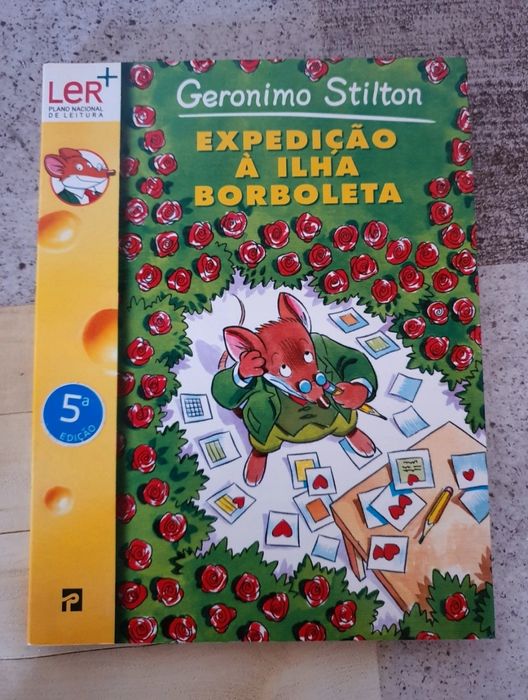 LeR+
PLANO NACIONAL
DE LEITURA
Geronimo Stilton
EXPEDIÇÃO
À ILHA
BORBOLETA
5ª
EDIÇÃO